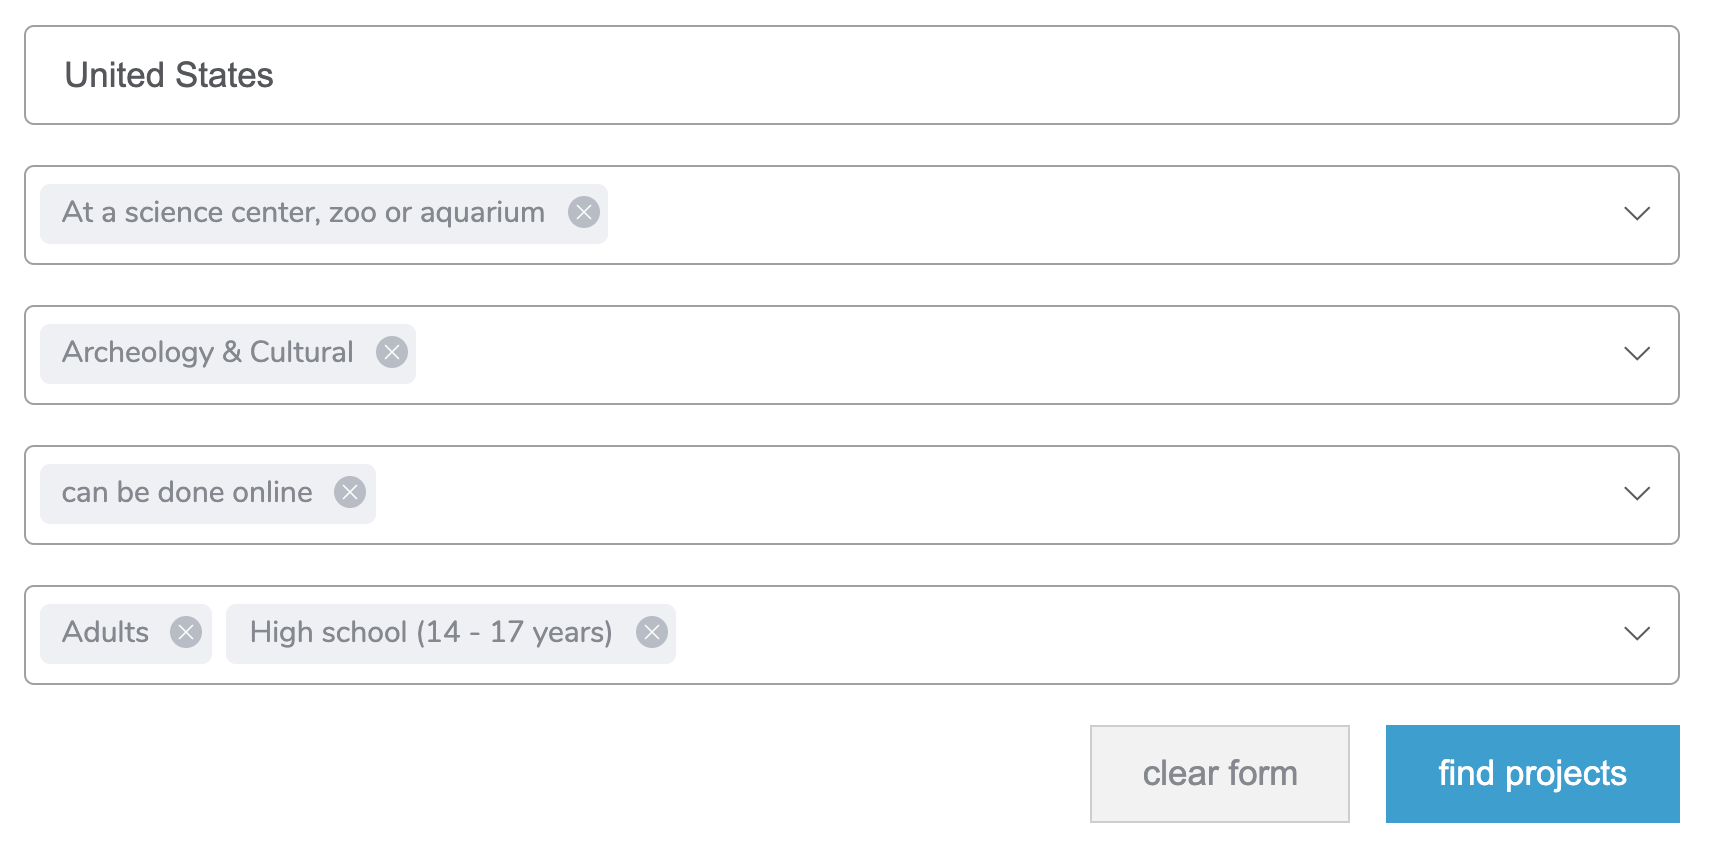 United States
At a science center, zoo or aquarium
Archeology & Cultural
can be done online
Adults High school (14 - 17 years)
clear form find projects